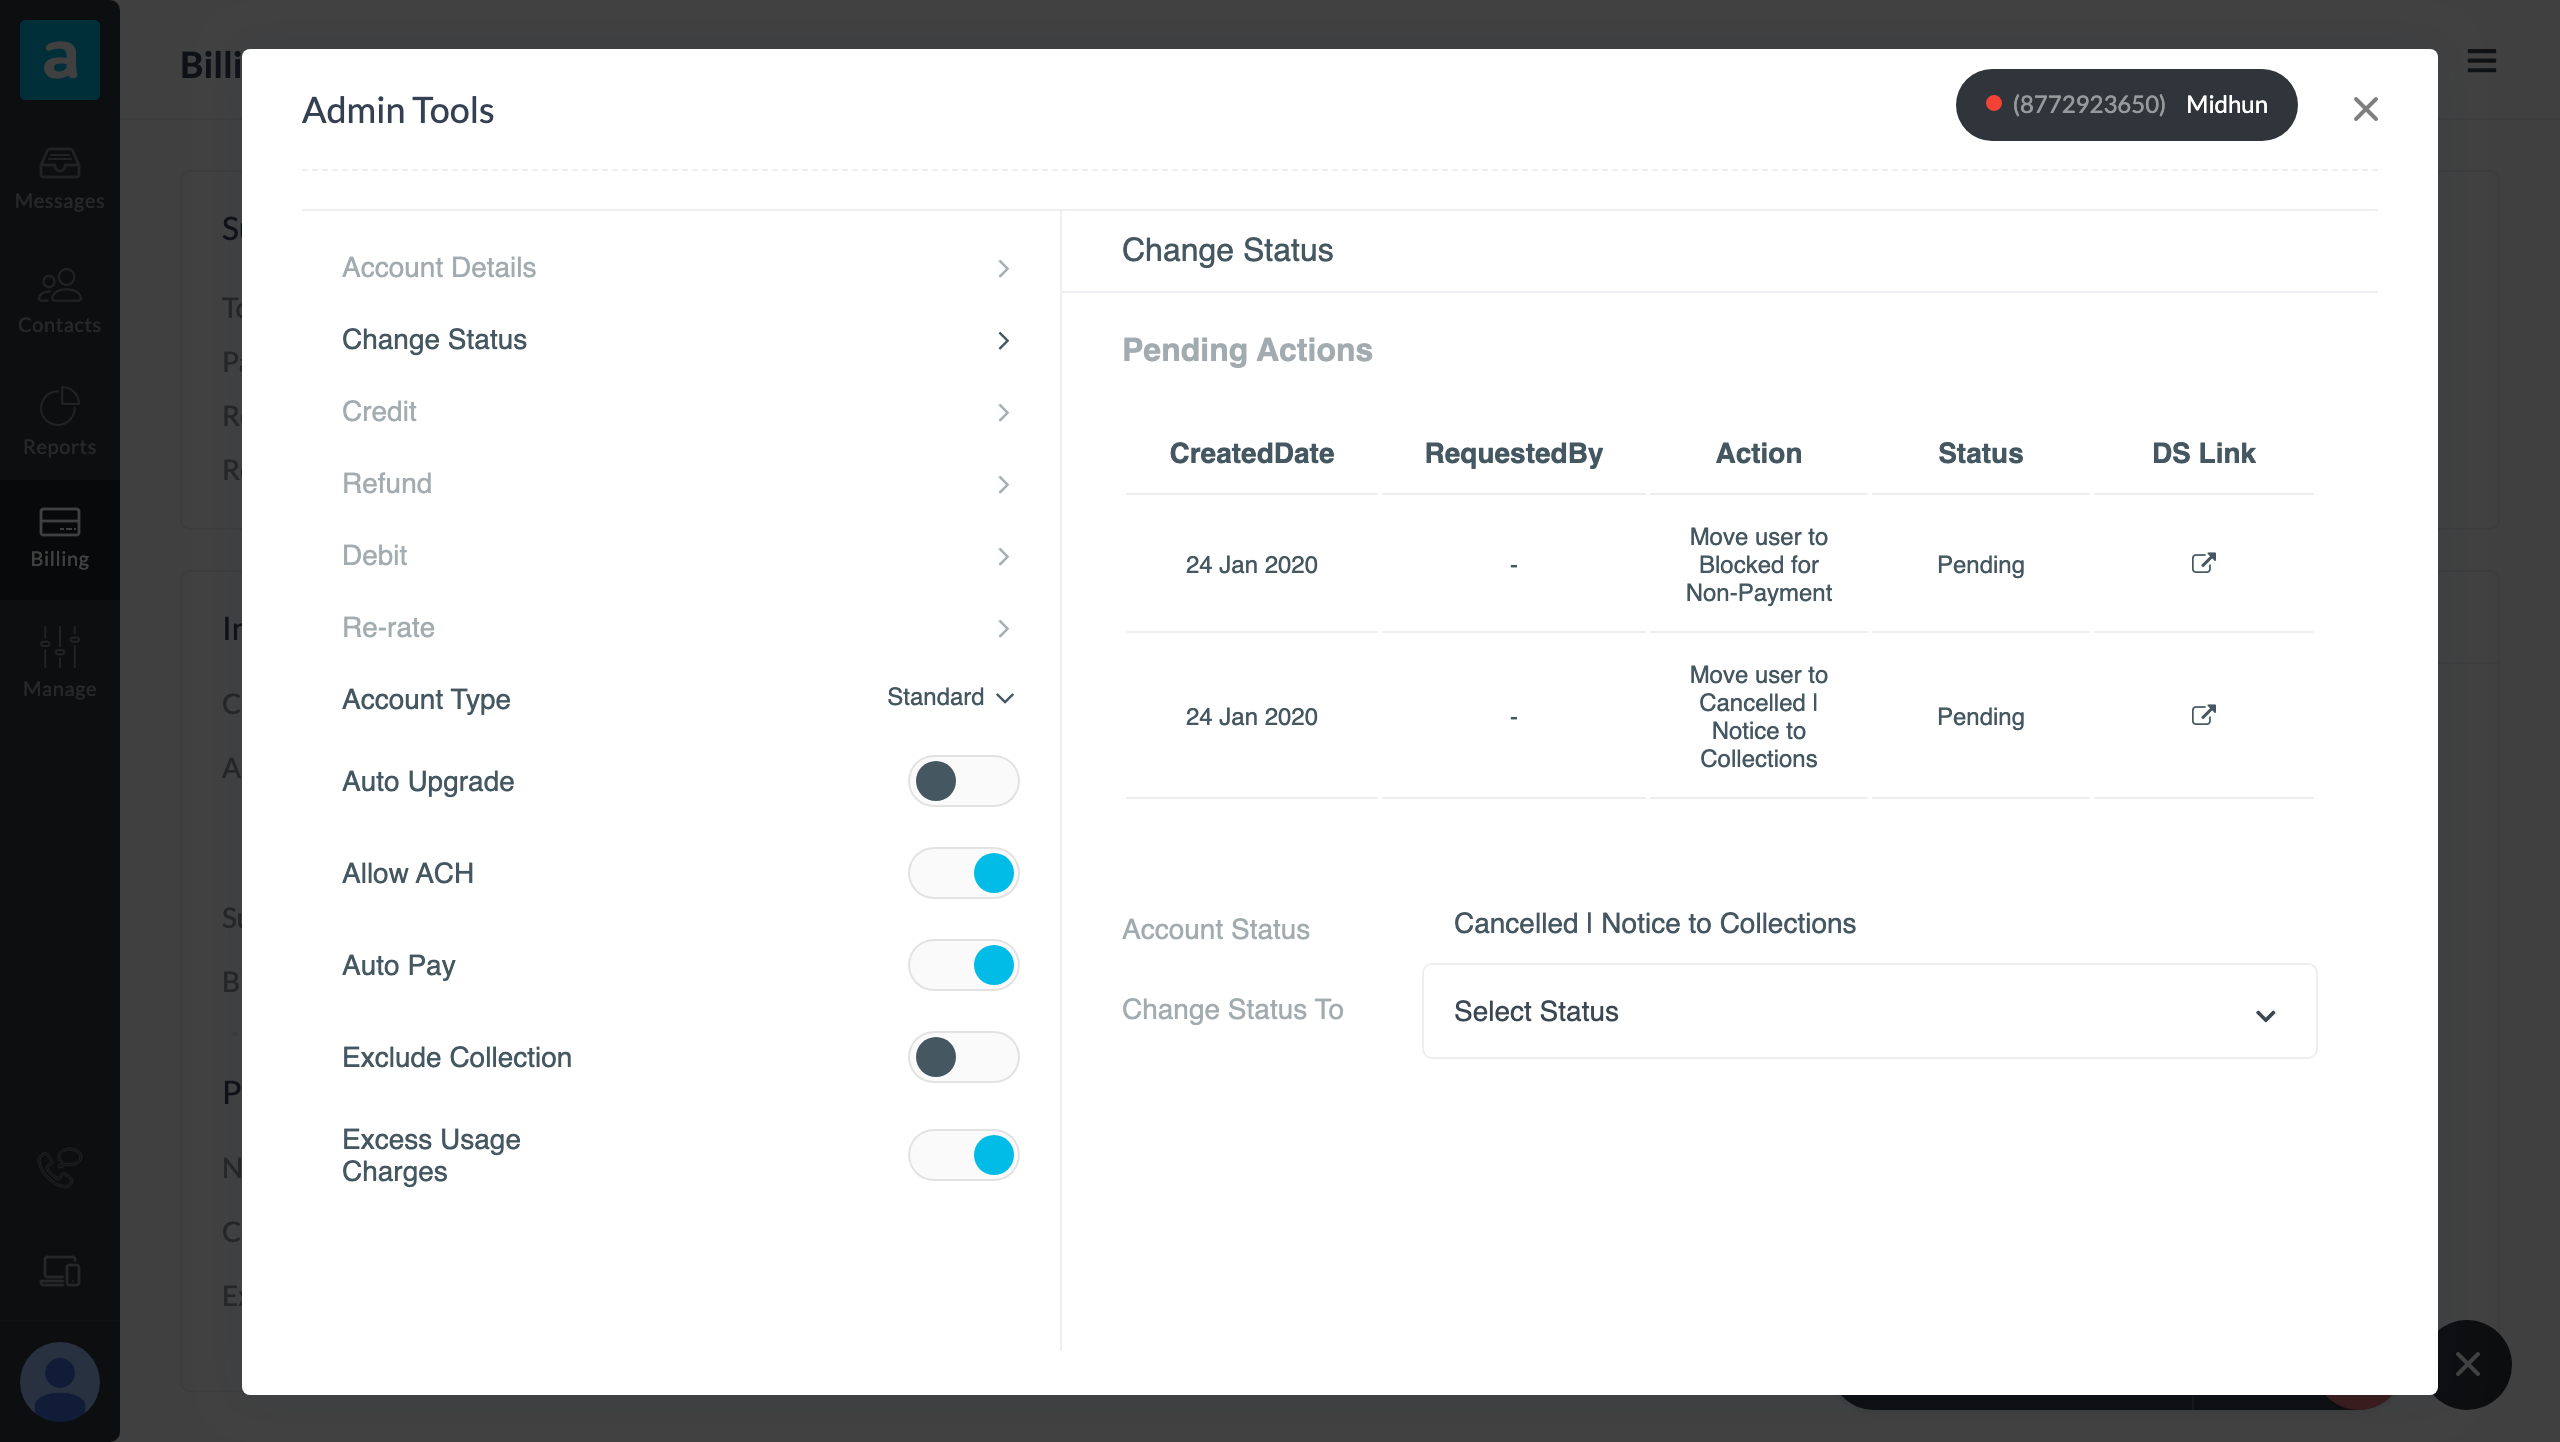 a
Messages
Contacts
Reports
Billing
Manage
Billi
Admin Tools
(8772923650) Midhun
Account Details
Change Status
Credit
Refund
Debit
Re-rate
Account Type
Standard
Auto Upgrade
Allow ACH
Auto Pay
Exclude Collection
Excess Usage
Charges
Change Status
Pending Actions
CreatedDate RequestedBy Action Status DS Link
24 Jan 2020 - Move user to
Blocked for
Non-Payment
Pending
24 Jan 2020 - Move user to
Cancelled |
Notice to
Collections
Pending
Account Status Cancelled | Notice to Collections
Change Status To Select Status